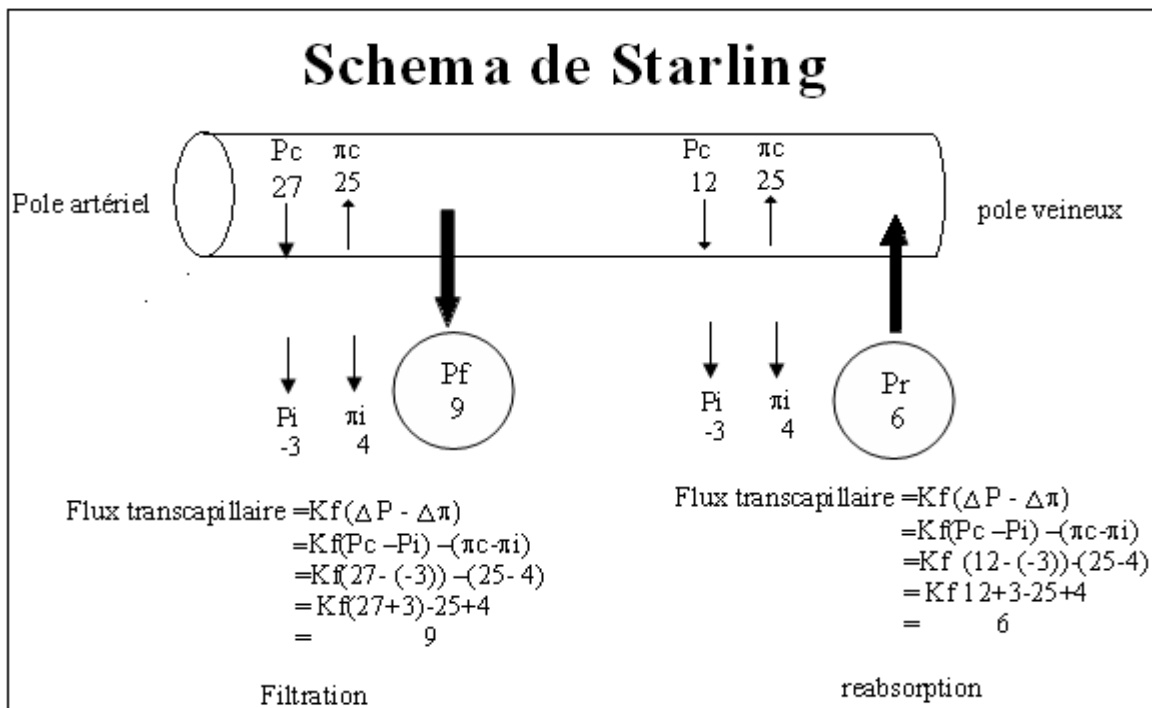 Schema de Starling
Pc πc Pc πc
27 25 12 25
Pole artériel
pole veineux
Pf
9
Pr
6
Pi πi
-3 4
Pi πi
-3 4
Flux transcapillaire =Kf(ΔP - Δπ)
=Kf(Pc –Pi) –(πc-πi)
=Kf(27- (-3)) –(25- 4)
= Kf(27+3)-25+4
= 9
Filtration
Flux transcapillaire =Kf(ΔP - Δπ)
=Kf(Pc –Pi) –(πc-πi)
=Kf (12- (-3))-(25-4)
= Kf 12+3-25+4
= 6
reabsorption